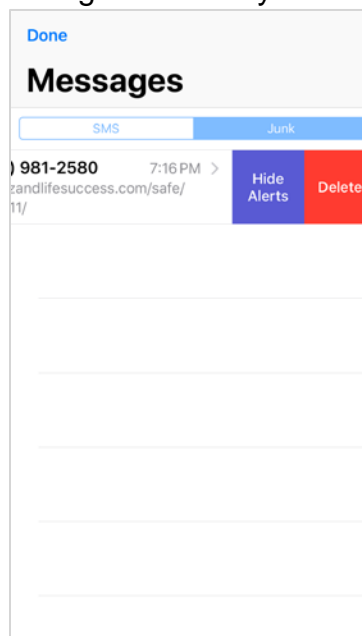 Done
Messages
SMS Junk
) 981-2580 7:16 PM
zandlifesuccess.com/safe/
11/
Hide
Alerts
Delete